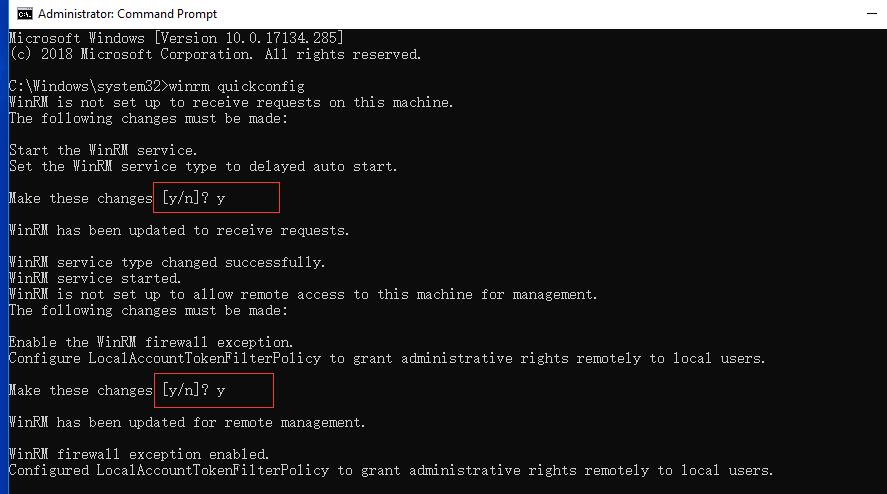 Administrator: Command Prompt
Microsoft Windows [Version 10.0.17134.285]
(c) 2018 Microsoft Corporation. All rights reserved.
C:\Windows\system32>winrm quickconfig
WinRM is not set up to receive requests on this machine.
The following changes must be made:
Start the WinRM service.
Set the WinRM service type to delayed auto start.
Make these changes [y/n]? y
WinRM has been updated to receive requests.
WinRM service type changed successfully.
WinRM service started.
WinRM is not set up to allow remote access to this machine for management.
The following changes must be made:
Enable the WinRM firewall exception.
Configure LocalAccountTokenFilterPolicy to grant administrative rights remotely to local users.
Make these changes [y/n]? y
WinRM has been updated for remote management.
WinRM firewall exception enabled.
Configured LocalAccountTokenFilterPolicy to grant administrative rights remotely to local users.